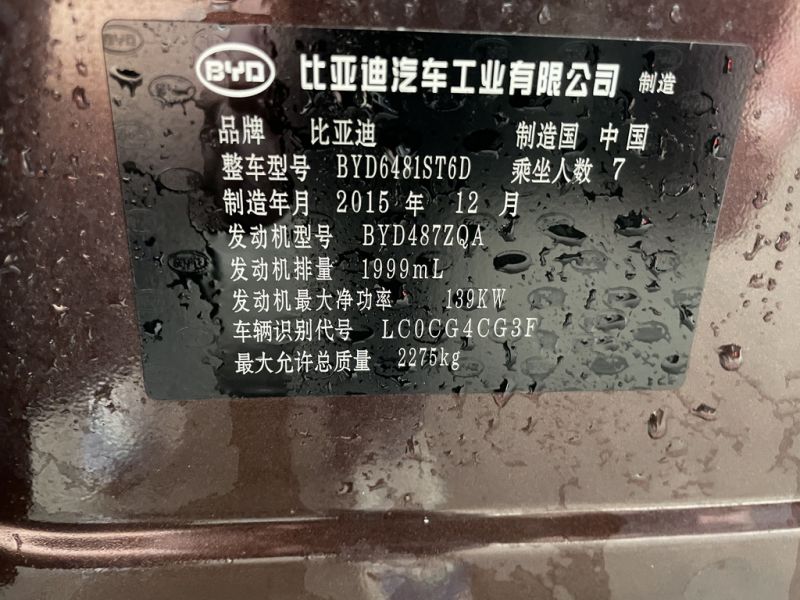 BYD 比亚迪汽车工业有限公司 制造
品牌 比亚迪 制造国 中国
整车型号 BYD6481ST6D 乘坐人数 7
制造年月 2015 年 12 月
发动机型号 BYD487ZQA
发动机排量 1999mL
发动机最大净功率 139KW
车辆识别代号 LC0CG4CG3F
最大允许总质量 2275kg